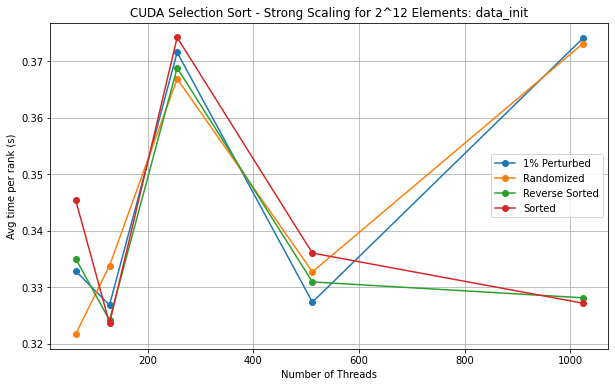 CUDA Selection Sort - Strong Scaling for 2^12 Elements: data_init
0.37
0.36
0.35
0.34
0.33
0.32
Avg time per rank (s)
1% Perturbed
Randomized
Reverse Sorted
Sorted
200
400
600
800
1000
Number of Threads